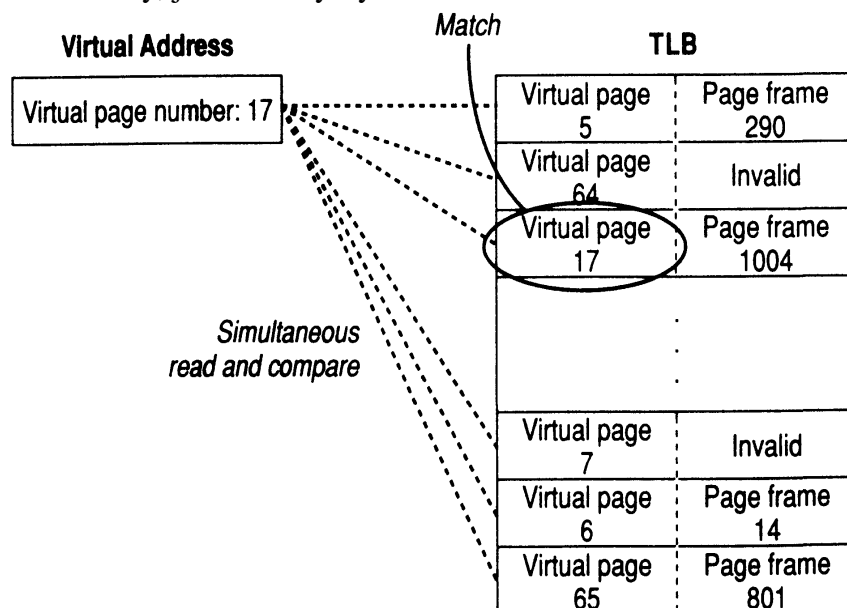 Match
Virtual Address
TLB
Virtual page number: 17
Virtual page
5
Page frame
290
Virtual page
64
Invalid
Virtual page
17
Page frame
1004
Simultaneous
read and compare
.
.
.
Virtual page
7
Invalid
Virtual page
6
Page frame
14
Virtual page
65
Page frame
801